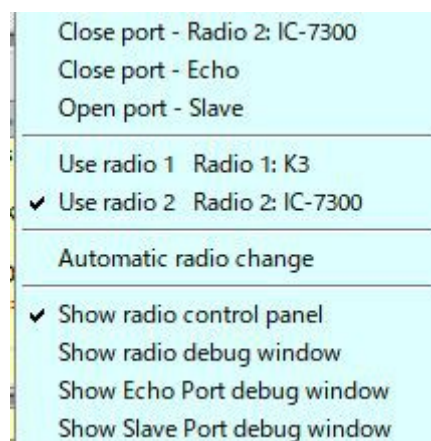 Close port - Radio 2: IC-7300
Close port - Echo
Open port - Slave
Use radio 1 Radio 1: K3
Use radio 2 Radio 2: IC-7300
Automatic radio change
Show radio control panel
Show radio debug window
Show Echo Port debug window
Show Slave Port debug window